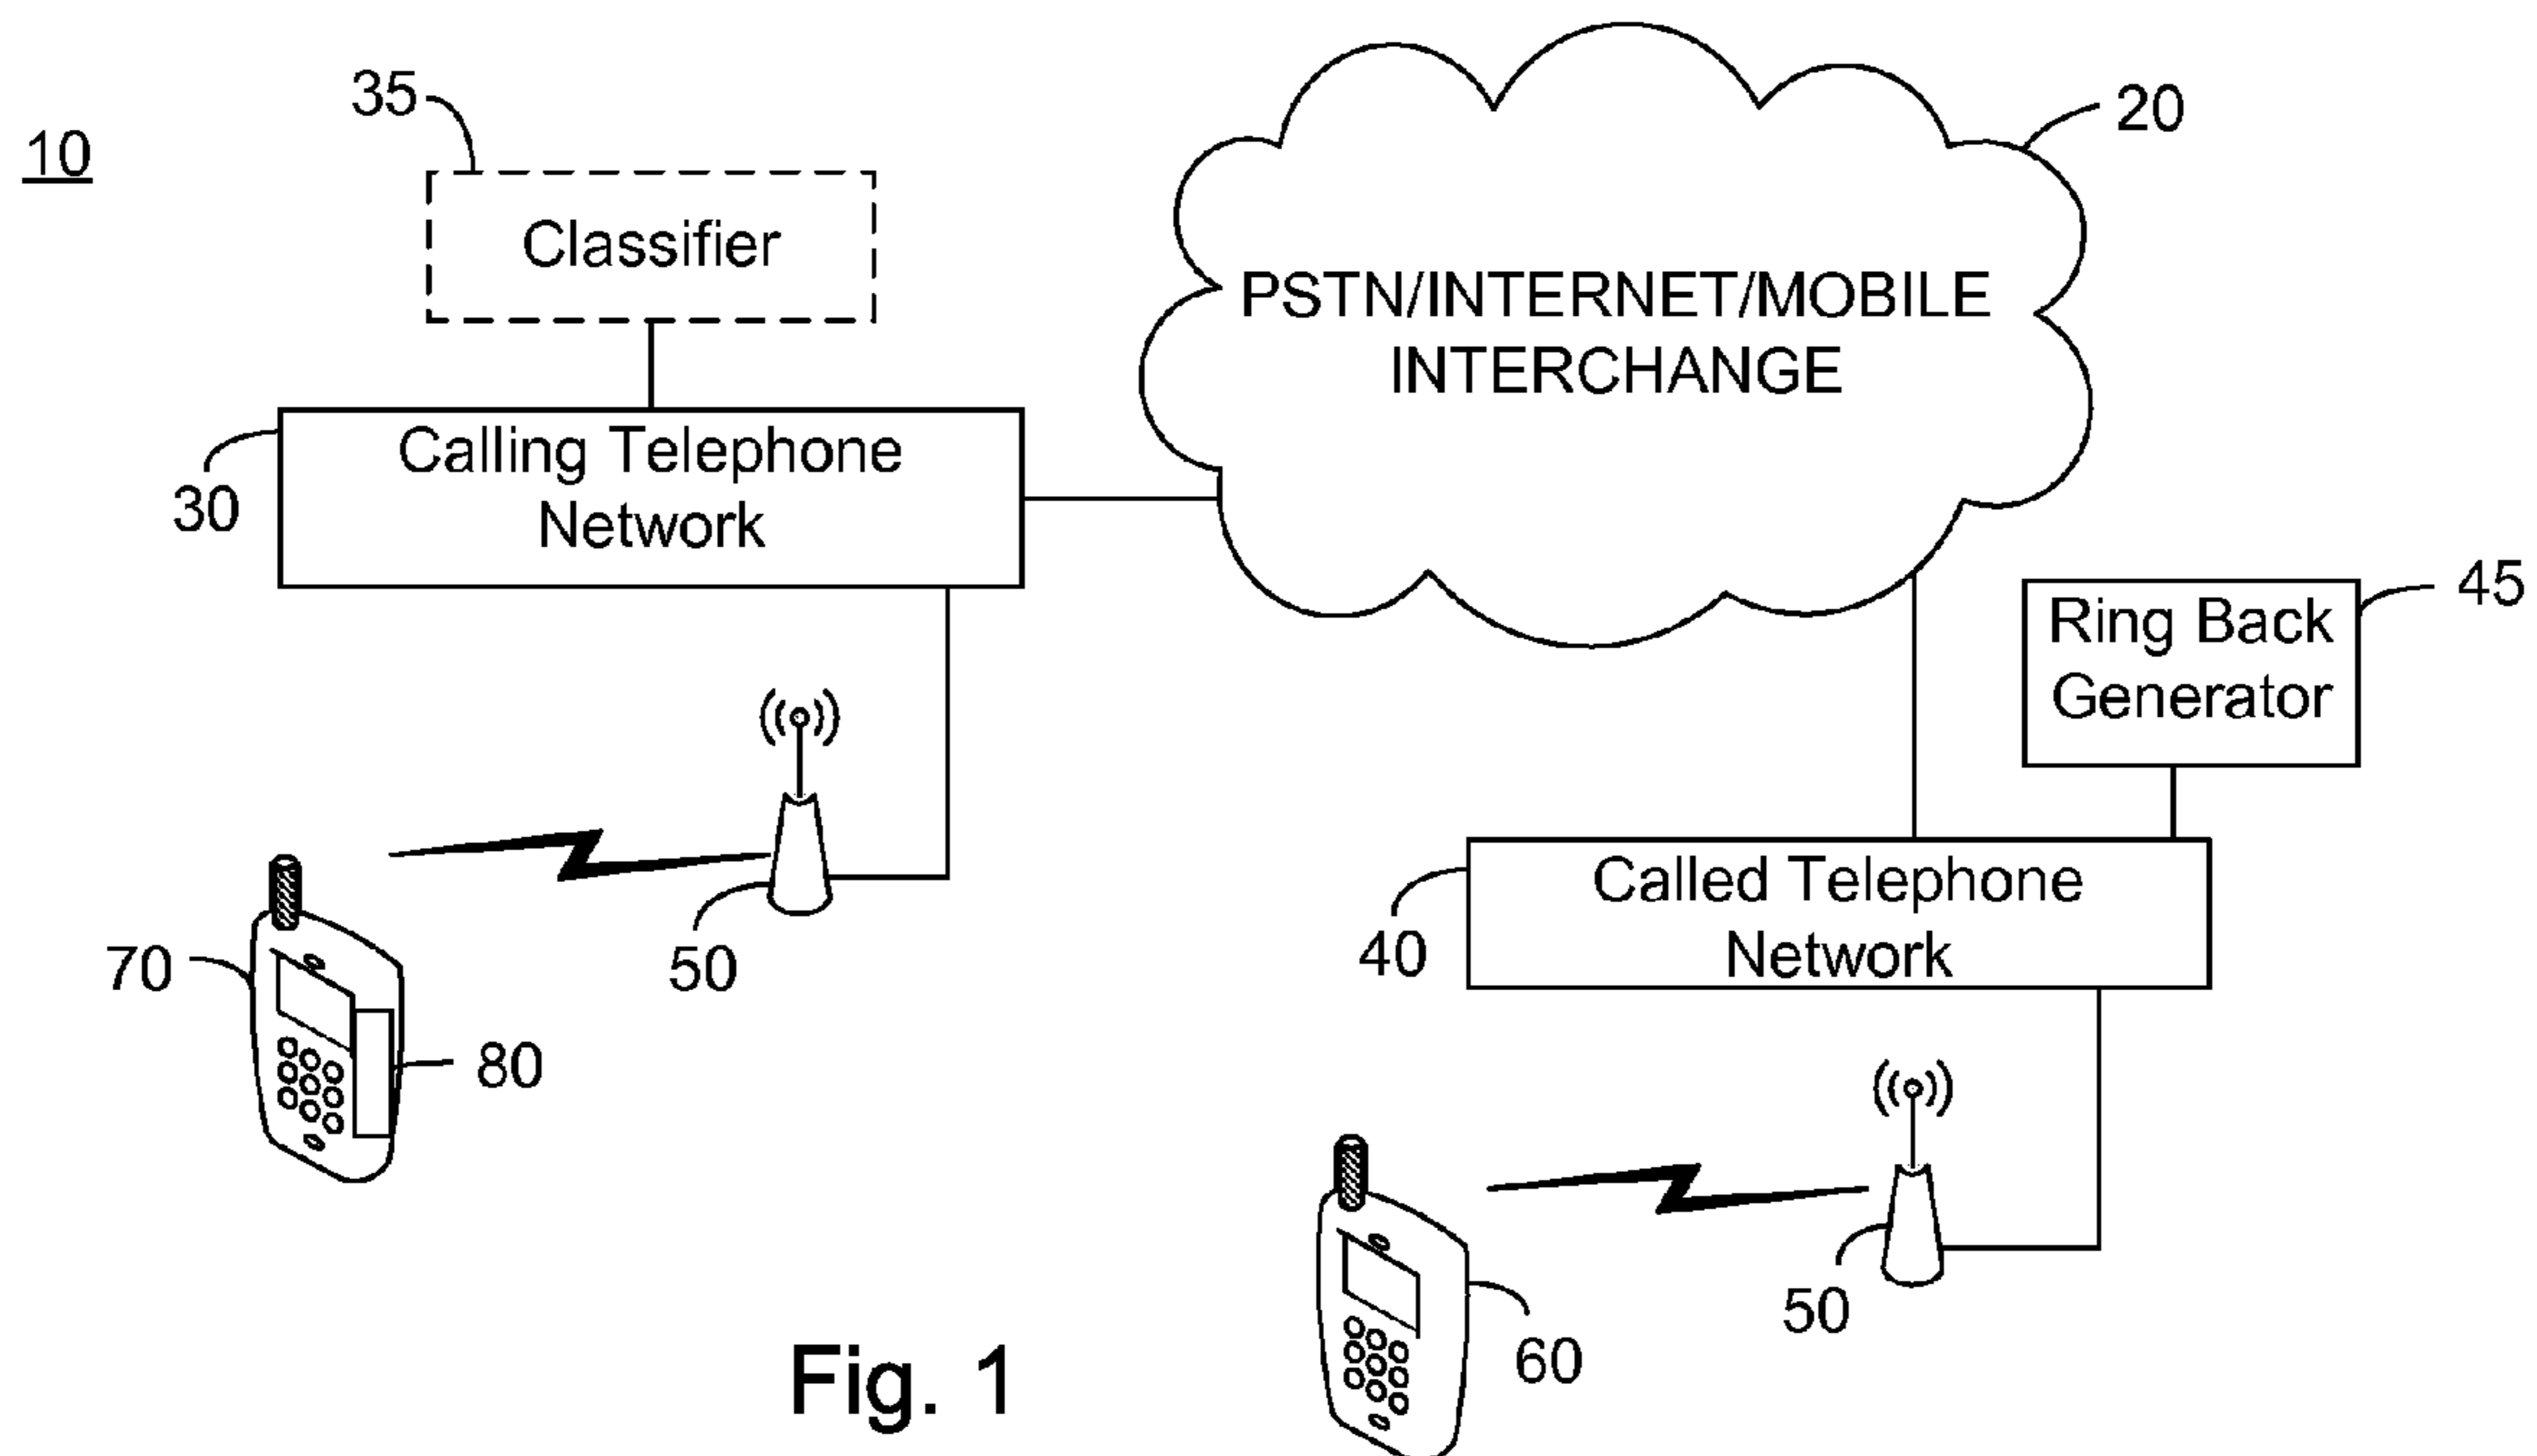 10
35
Classifier
20
PSTN/INTERNET/MOBILE
INTERCHANGE
Calling Telephone
Network
30
45
Ring Back
Generator
Called Telephone
Network
40
50
70
80
50
60
Fig. 1